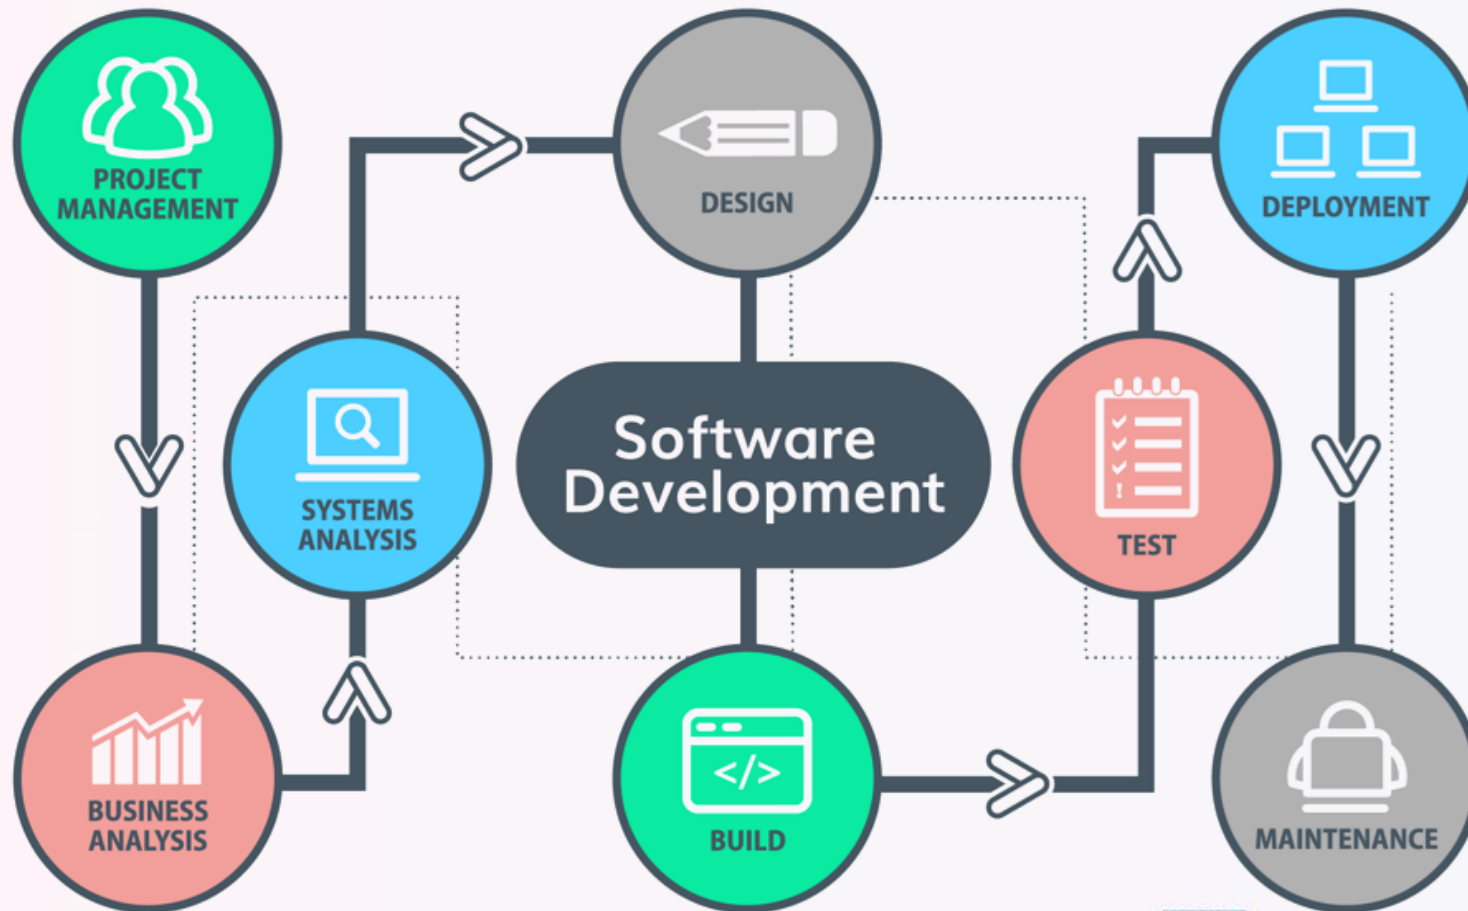 PROJECT
MANAGEMENT
BUSINESS
ANALYSIS
SYSTEMS
ANALYSIS
DESIGN
Software
Development
</>
BUILD
TEST
DEPLOYMENT
MAINTENANCE